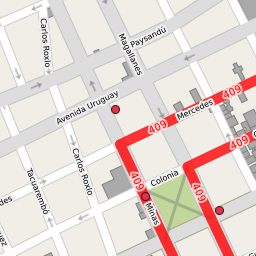 Carlos Roxlo
Magallanes
Paysandú
Avenida Uruguay
409
Mercedes
409
Carlos Roxlo
Tacuarembó
Colonia
409
409
409
Minas